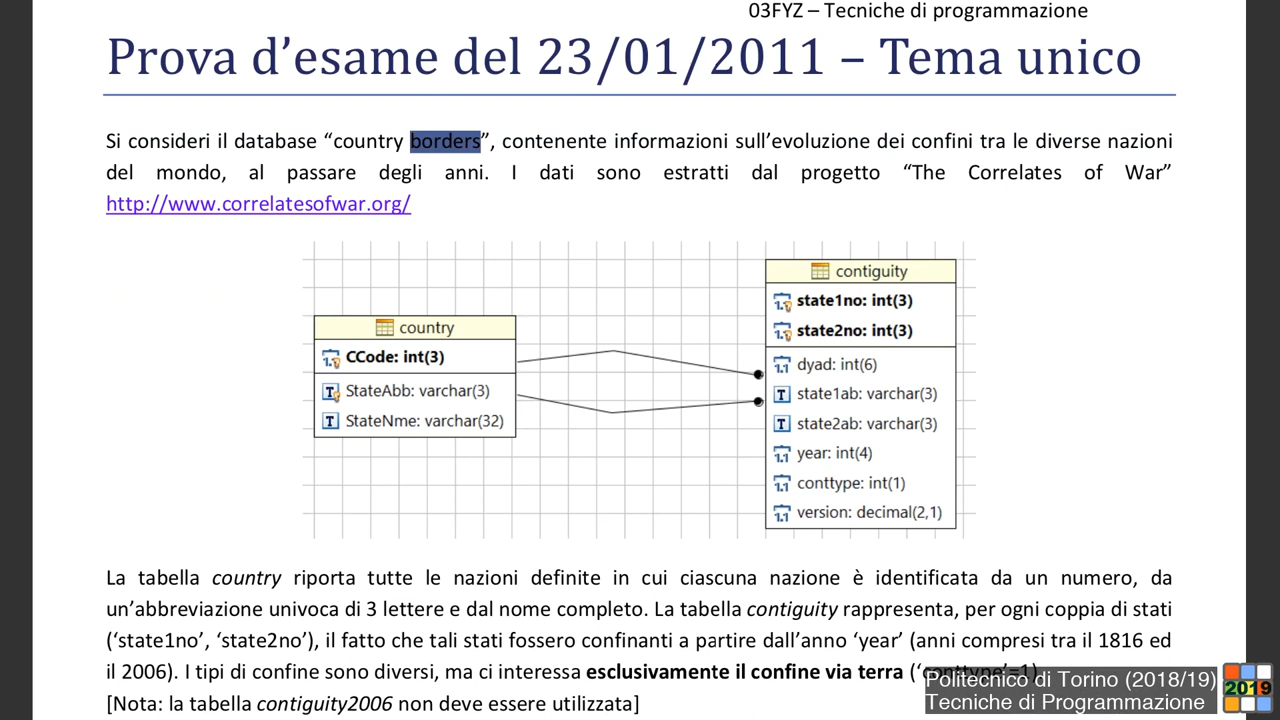 03FYZ – Tecniche di programmazione
Prova d’esame del 23/01/2011 – Tema unico
Si consideri il database “country borders”, contenente informazioni sull’evoluzione dei confini tra le diverse nazioni
del mondo, al passare degli anni. I dati sono estratti dal progetto “The Correlates of War”
http://www.correlatesofwar.org/
country
CCode: int(3)
StateAbb: varchar(3)
StateNme: varchar(32)
contiguity
state1no: int(3)
state2no: int(3)
dyad: int(6)
state1ab: varchar(3)
state2ab: varchar(3)
year: int(4)
conttype: int(1)
version: decimal(2,1)
La tabella country riporta tutte le nazioni definite in cui ciascuna nazione è identificata da un numero, da
un’abbreviazione univoca di 3 lettere e dal nome completo. La tabella contiguity rappresenta, per ogni coppia di stati
(‘state1no’, ‘state2no’), il fatto che tali stati fossero confinanti a partire dall’anno ‘year’ (anni compresi tra il 1816 ed
il 2006). I tipi di confine sono diversi, ma ci interessa esclusivamente il confine via terra (‘conttype’=1).
[Nota: la tabella contiguity2006 non deve essere utilizzata]
Politecnico di Torino (2018/19)
Tecniche di Programmazione
2019